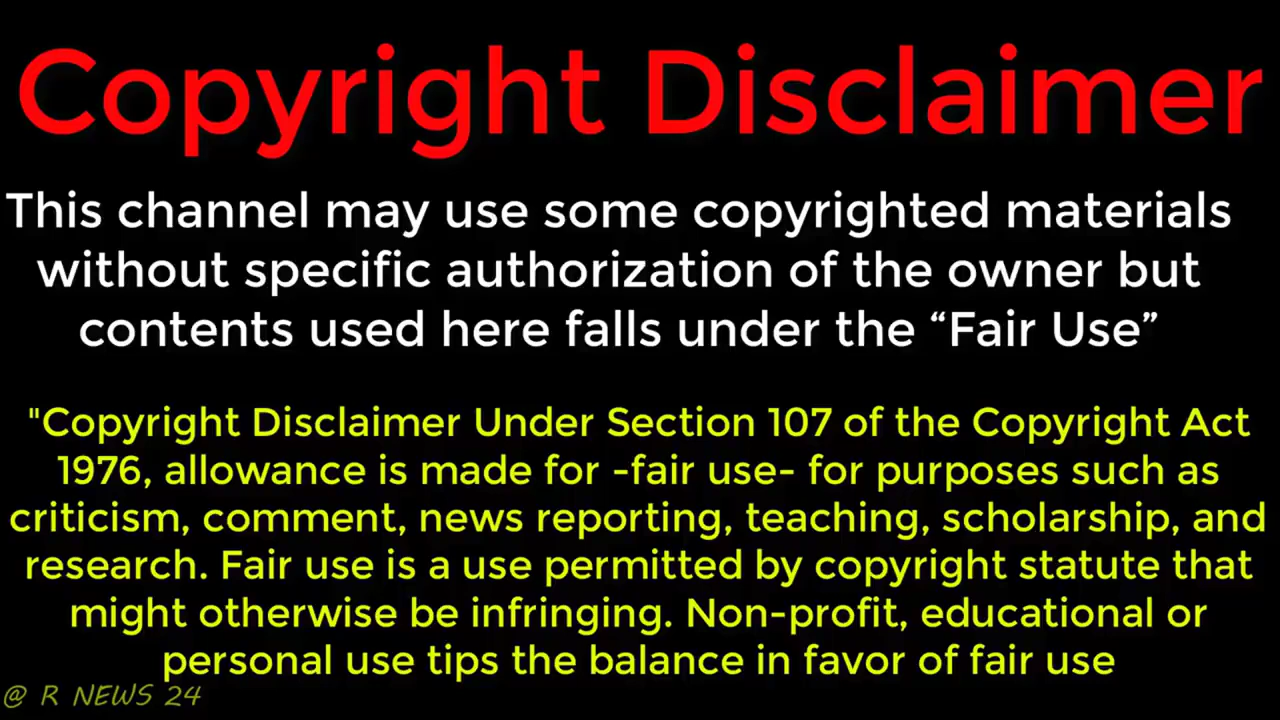 Copyright Disclaimer
This channel may use some copyrighted materials
without specific authorization of the owner but
contents used here falls under the “Fair Use”
"Copyright Disclaimer Under Section 107 of the Copyright Act
1976, allowance is made for -fair use- for purposes such as
criticism, comment, news reporting, teaching, scholarship, and
research. Fair use is a use permitted by copyright statute that
might otherwise be infringing. Non-profit, educational or
personal use tips the balance in favor of fair use
@ R NEWS 24